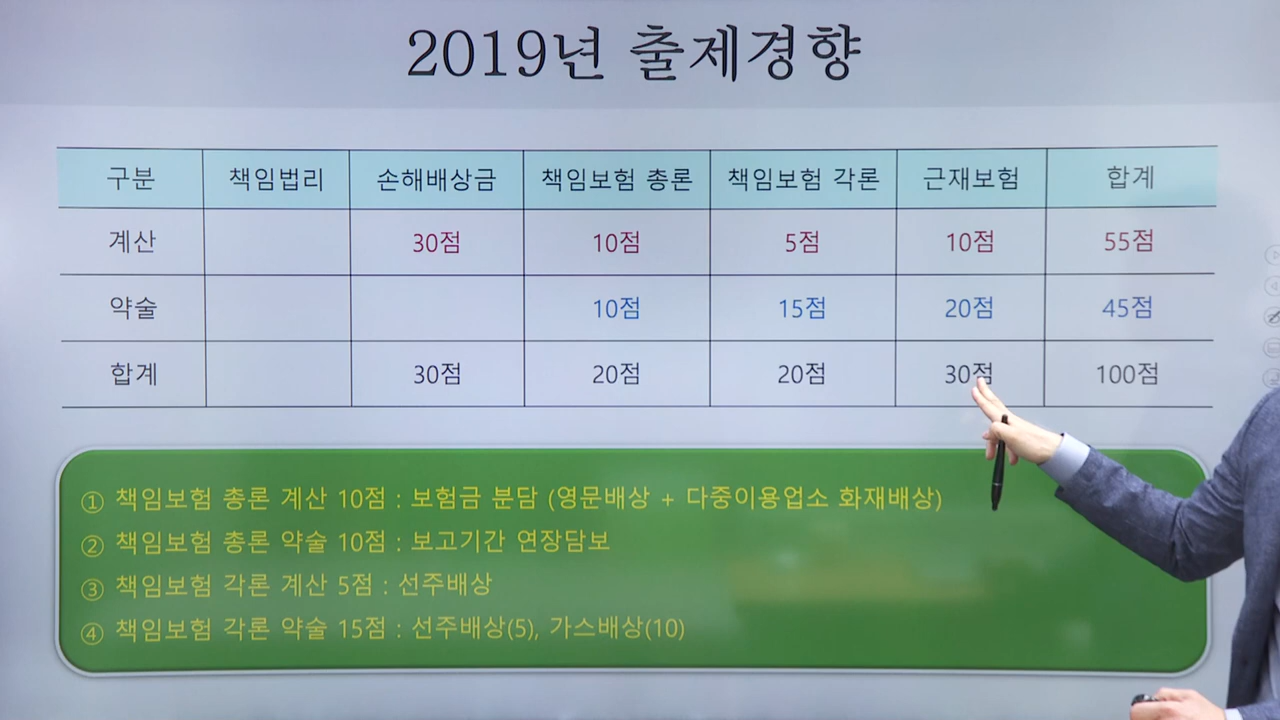 2019년 출제경향
구분 책임법리 손해배상금 책임보험 총론 책임보험 각론 근재보험 합계
계산 30점 10점 5점 10점 55점
약술 10점 15점 20점 45점
합계 30점 20점 20점 30점 100점
① 책임보험 총론 계산 10점 : 보험금 분담 (영문배상 + 다중이용업소 화재배상)
② 책임보험 총론 약술 10점 : 보고기간 연장담보
③ 책임보험 각론 계산 5점 : 선주배상
④ 책임보험 각론 약술 15점 : 선주배상(5), 가스배상(10)